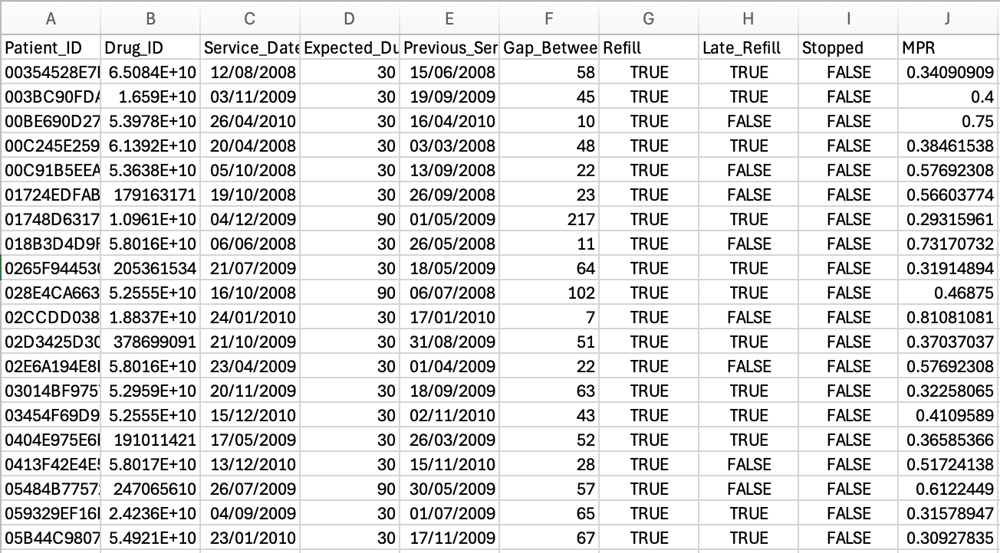 A B C D E F G H I J
Patient_ID Drug_ID Service_Date Expected_Du Previous_Ser Gap_Betwee Refill Late_Refill Stopped MPR
00354528E7 6.5084E+10 12/08/2008 30 15/06/2008 58 TRUE TRUE FALSE 0.34090909
003BC90FDA 1.659E+10 03/11/2009 30 19/09/2009 45 TRUE TRUE FALSE 0.4
00BE690D27 5.3978E+10 26/04/2010 30 16/04/2010 10 TRUE FALSE FALSE 0.75
00C245E259 6.1392E+10 20/04/2008 30 03/03/2008 48 TRUE TRUE FALSE 0.38461538
00C91B5EEA 5.3638E+10 05/10/2008 30 13/09/2008 22 TRUE FALSE FALSE 0.57692308
01724EDFAB 179163171 19/10/2008 30 26/09/2008 23 TRUE FALSE FALSE 0.56603774
01748D6317 1.0961E+10 04/12/2009 90 01/05/2009 217 TRUE TRUE FALSE 0.29315961
018B3D4D9F 5.8016E+10 06/06/2008 30 26/05/2008 11 TRUE FALSE FALSE 0.73170732
0265F944530 205361534 21/07/2009 30 18/05/2009 64 TRUE TRUE FALSE 0.31914894
028E4CA663 5.2555E+10 16/10/2008 90 06/07/2008 102 TRUE TRUE FALSE 0.46875
02CCDD038 1.8837E+10 24/01/2010 30 17/01/2010 7 TRUE FALSE FALSE 0.81081081
02D3425D30 378699091 21/10/2009 30 31/08/2009 51 TRUE TRUE FALSE 0.37037037
02E6A194E8 5.8016E+10 23/04/2009 30 01/04/2009 22 TRUE FALSE FALSE 0.57692308
03014BF975 5.2959E+10 20/11/2009 30 18/09/2009 63 TRUE TRUE FALSE 0.32258065
03454F69D9 5.2555E+10 15/12/2010 30 02/11/2010 43 TRUE TRUE FALSE 0.4109589
0404E975E6 191011421 17/05/2009 30 26/03/2009 52 TRUE TRUE FALSE 0.36585366
0413F42E4E 5.8017E+10 13/12/2010 30 15/11/2010 28 TRUE FALSE FALSE 0.51724138
05484B7757 247065610 26/07/2009 90 30/05/2009 57 TRUE FALSE FALSE 0.6122449
059329EF16 2.4236E+10 04/09/2009 30 01/07/2009 65 TRUE TRUE FALSE 0.31578947
05B44C9807 5.4921E+10 23/01/2010 30 17/11/2009 67 TRUE TRUE FALSE 0.30927835